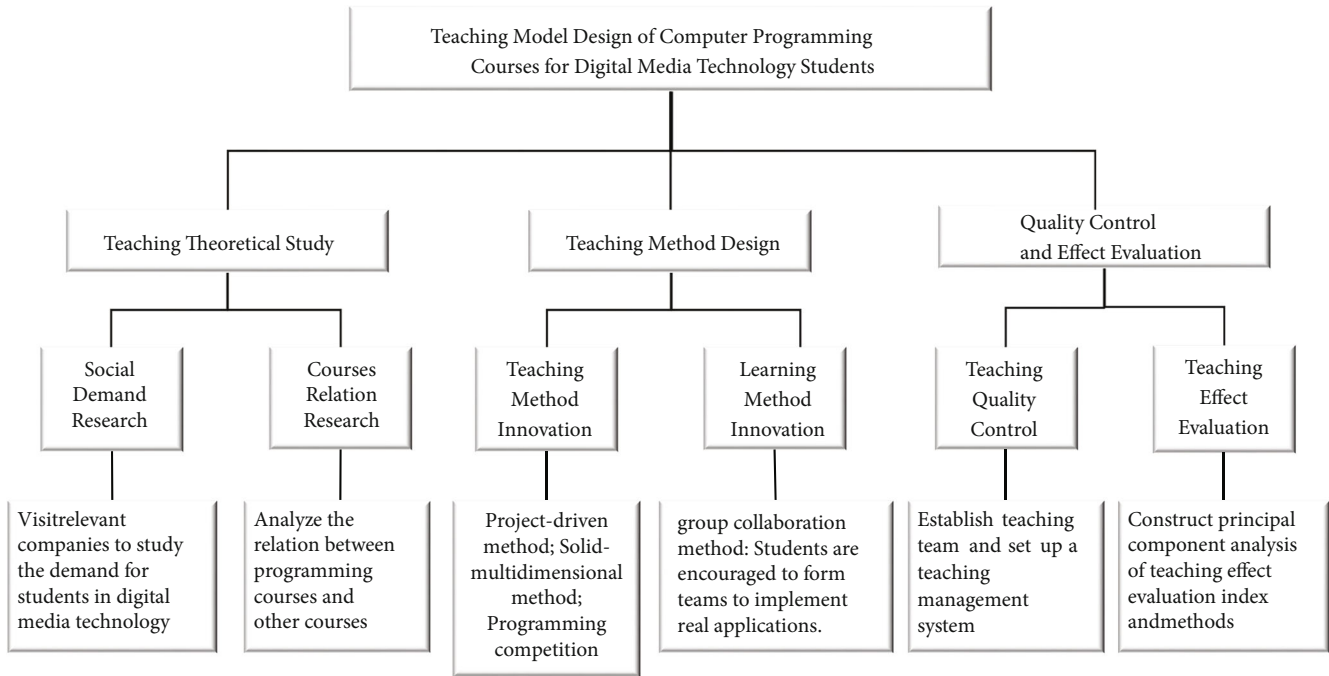 Teaching Model Design of Computer Programming
Courses for Digital Media Technology Students
Teaching Theoretical Study
Teaching Method Design
Quality Control
and Effect Evaluation
Social
Demand
Research
Courses
Relation
Research
Teaching
Method
Innovation
Learning
Method
Innovation
Teaching
Quality
Control
Teaching
Effect
Evaluation
Visitrelevant
companies to study
the demand for
students in digital
media technology
Analyze the
relation between
programming
courses and
other courses
Project-driven
method; Solid-
multidimensional
method;
Programming
competition
group collaboration
method: Students are
encouraged to form
teams to implement
real applications.
Establish teaching
team and set up a
teaching
management
system
Construct principal
component analysis
of teaching effect
evaluation index
andmethods